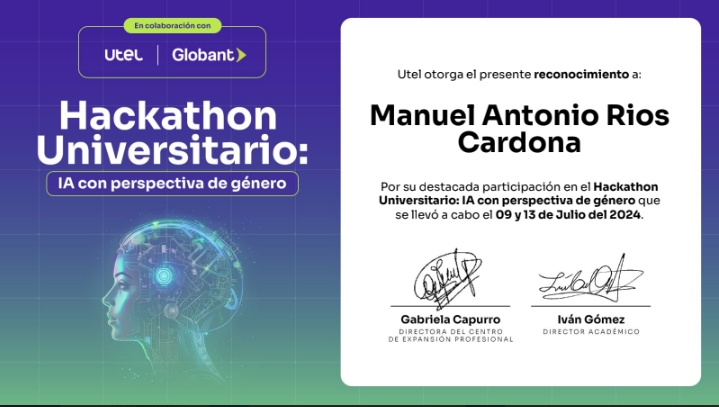 En colaboración con
Utel
Globant
Hackathon
Universitario:
IA con perspectiva de género
Utel otorga el presente reconocimiento a:
Manuel Antonio Rios
Cardona
Por su destacada participación en el Hackathon
Universitario: IA con perspectiva de género que
se llevó a cabo el 09 y 13 de Julio del 2024.
Gabriela Capurro
DIRECTORA DEL CENTRO
DE EXPANSIÓN PROFESIONAL
Iván Gómez
DIRECTOR ACADÉMICO